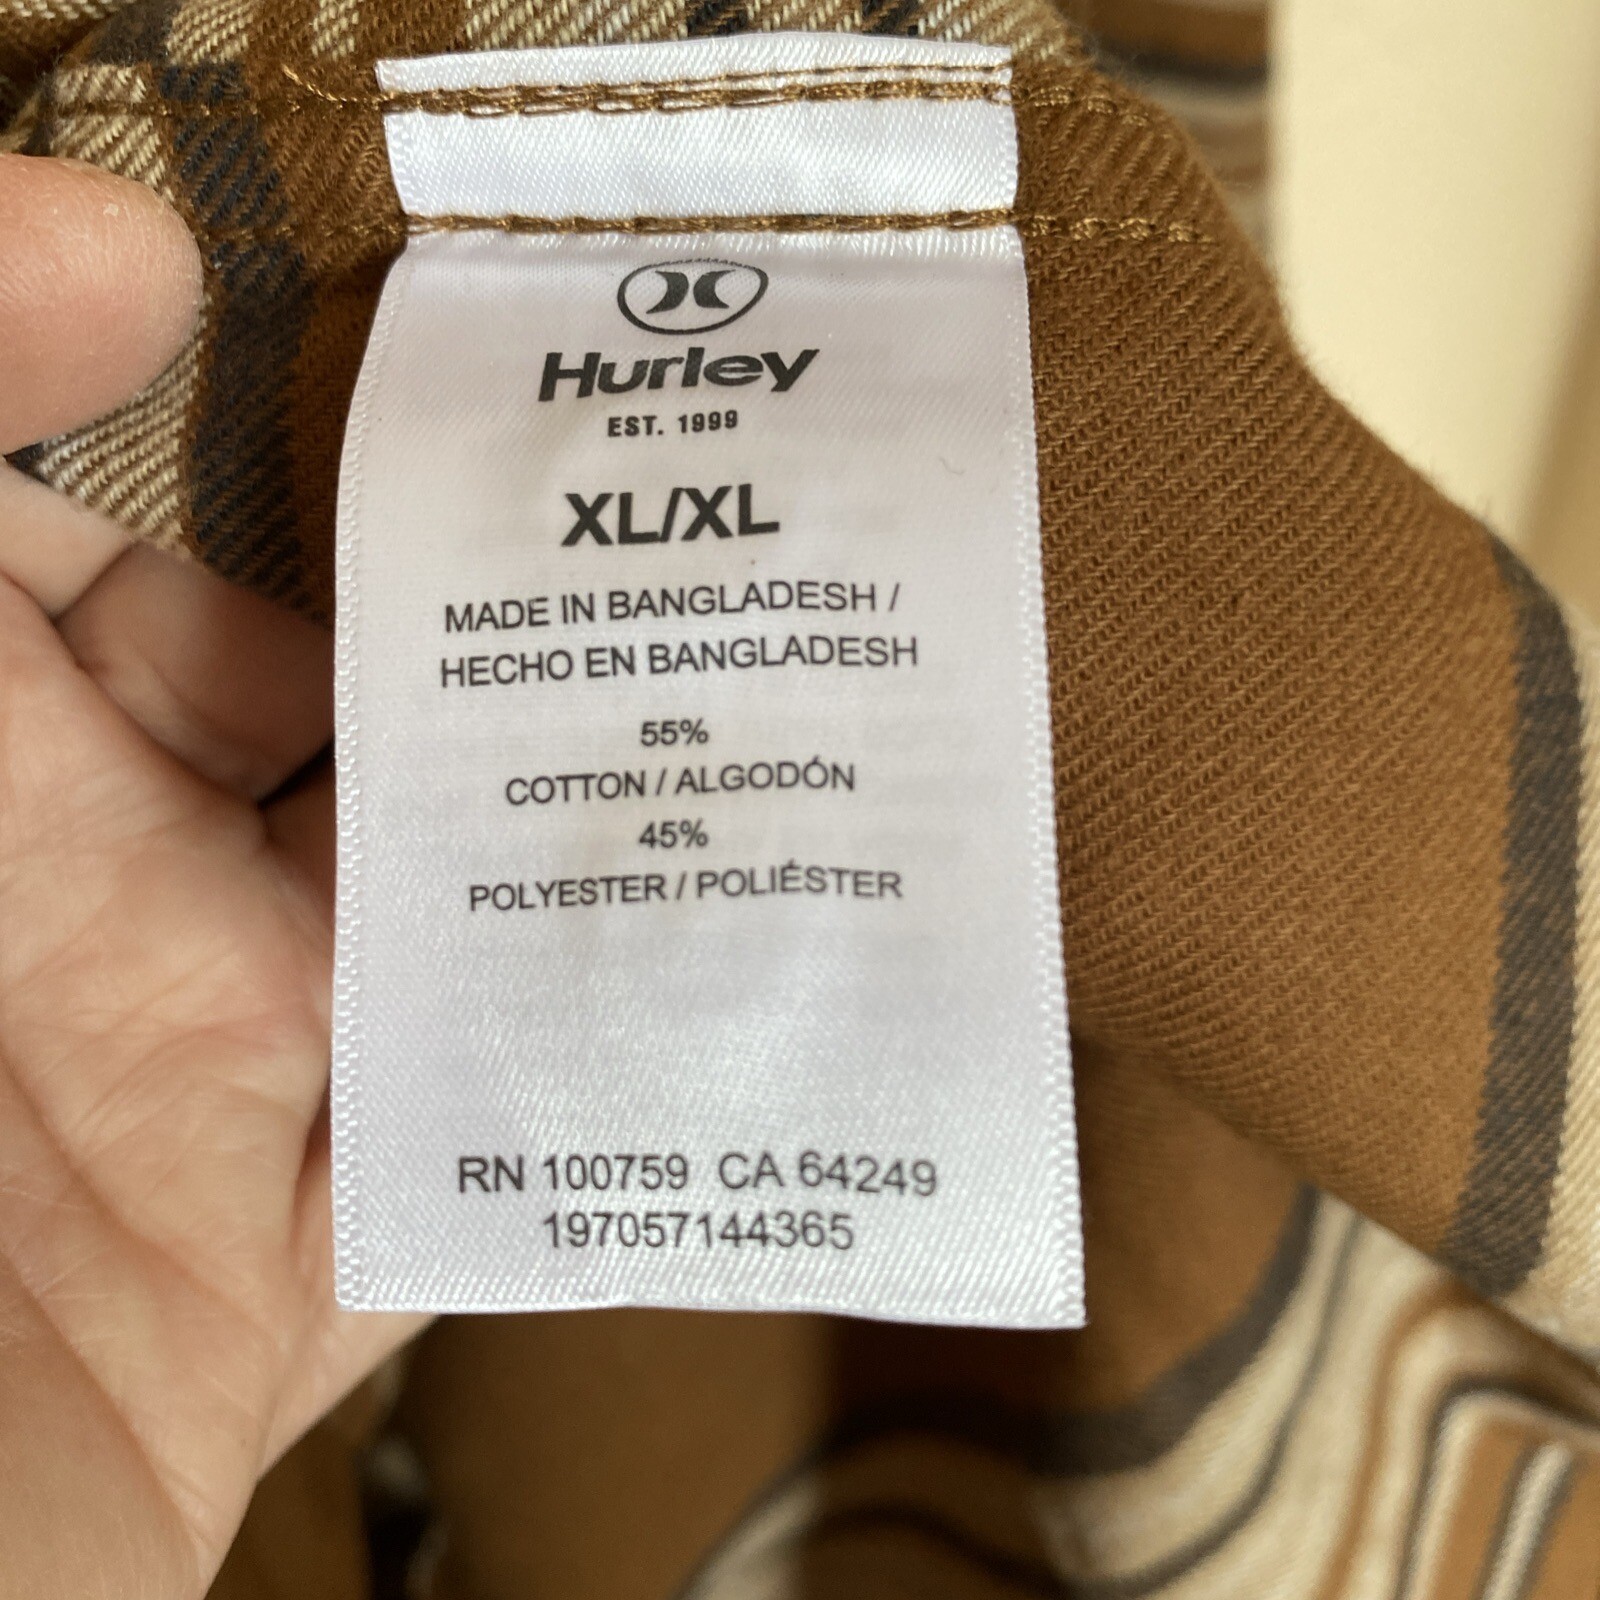 Hurley
EST. 1999
XL/XL
MADE IN BANGLADESH /
HECHO EN BANGLADESH
55%
COTTON / ALGODÓN
45%
POLYESTER / POLIÉSTER
RN 100759 CA 64249
197057144365